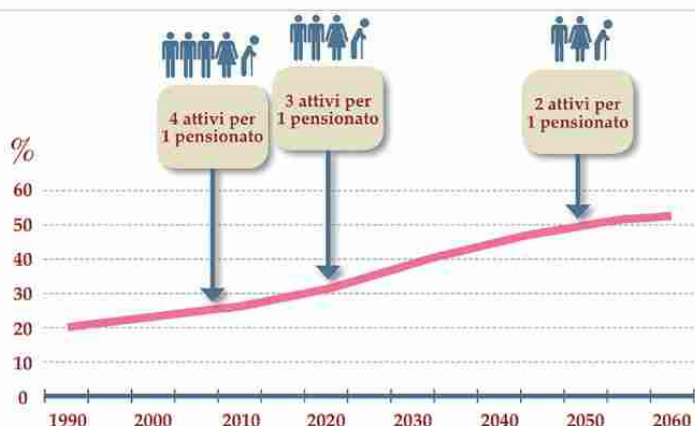 4 attivi per
1 pensionato
3 attivi per
1 pensionato
2 attivi per
1 pensionato
%
60
50
40
30
20
10
0
1990 2000 2010 2020 2030 2040 2050 2060